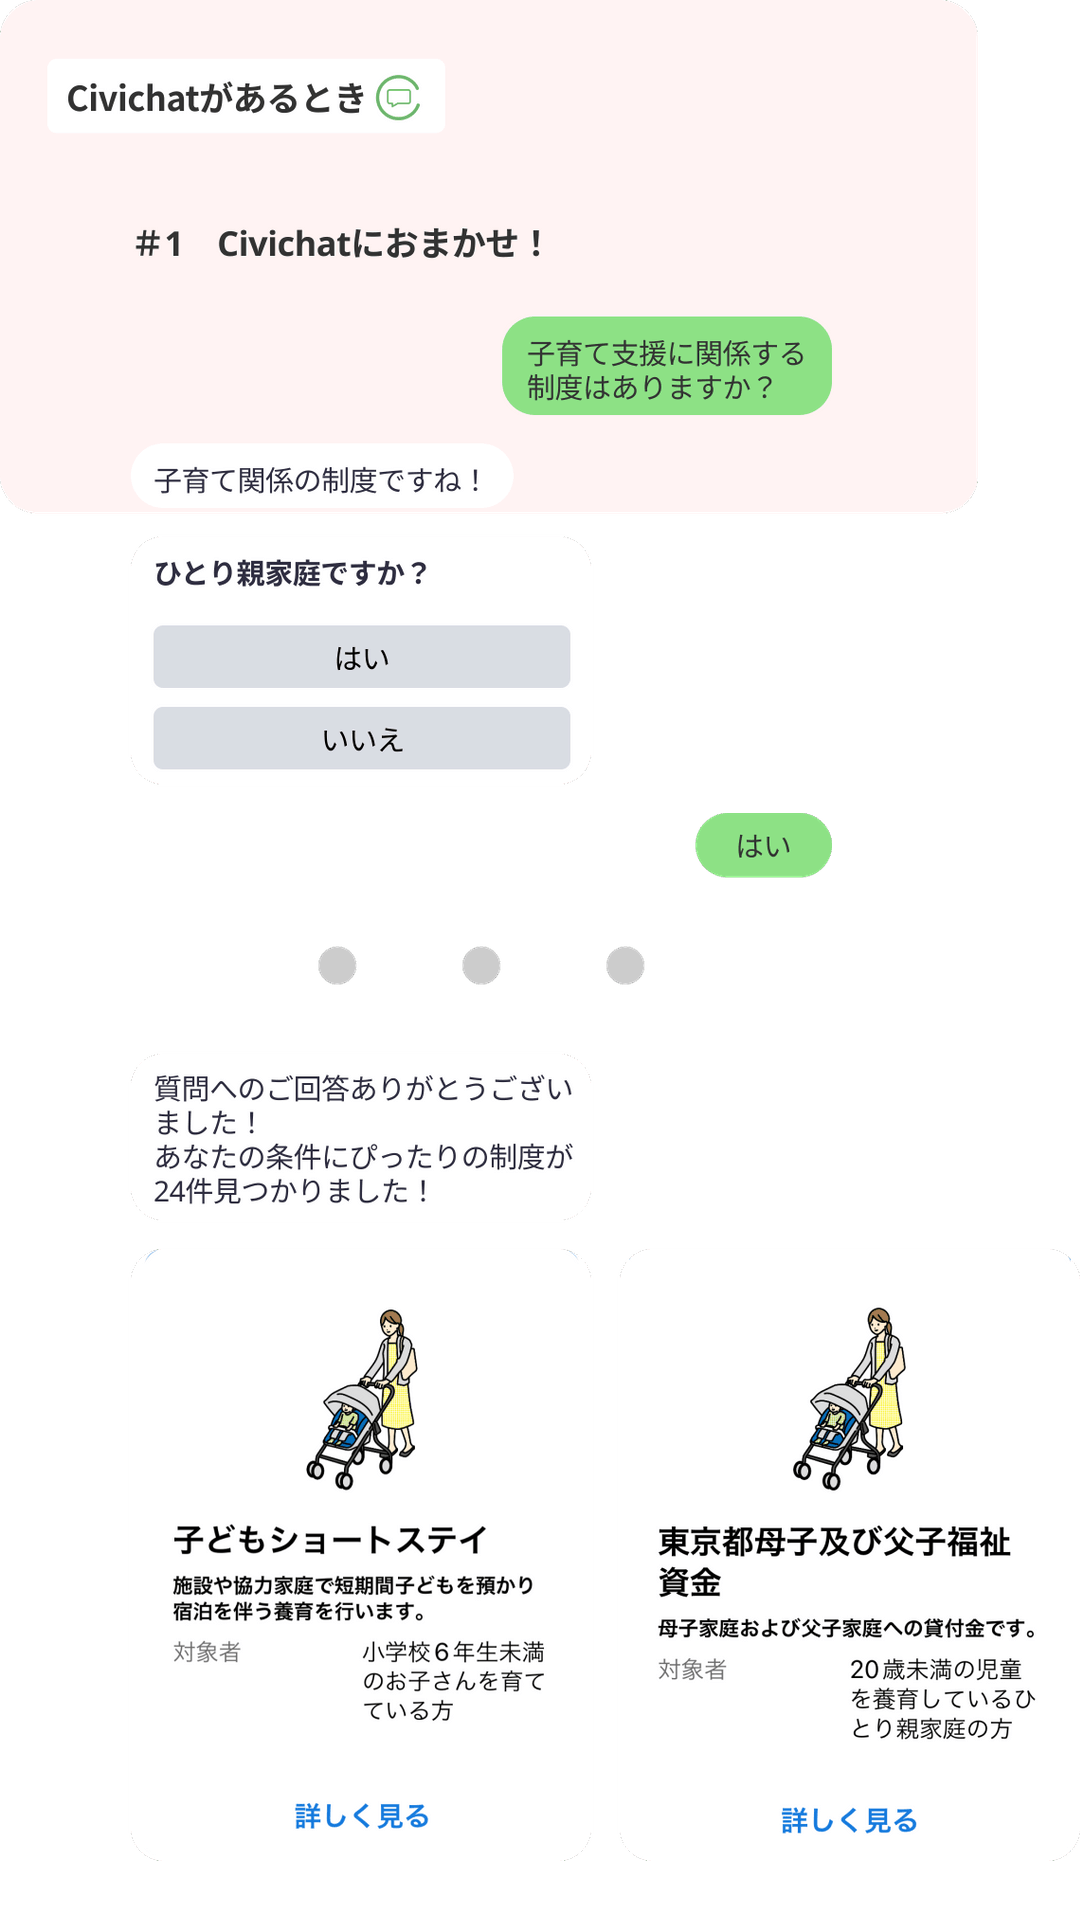 Civichatがあるとき
＃1　Civichatにおまかせ！
子育て支援に関係する
制度はありますか？
子育て関係の制度ですね！
ひとり親家庭ですか？
はい
いいえ
はい
質問へのご回答ありがとうござい
ました！
あなたの条件にぴったりの制度が
24件見つかりました！
子どもショートステイ
施設や協力家庭で短期間子どもを預かり
宿泊を伴う養育を行います。
対象者
小学校６年生未満
のお子さんを育て
ている方
詳しく見る
東京都母子及び父子福祉
資金
母子家庭および父子家庭への貸付金です。
対象者
20歳未満の児童
を養育しているひ
とり親家庭の方
詳しく見る